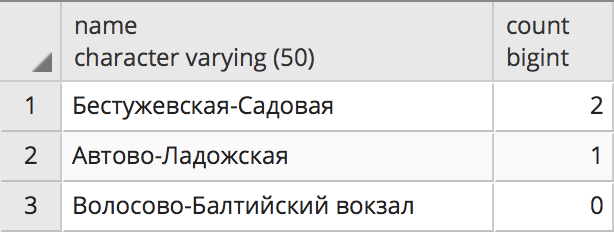 name count
character varying (50) bigint
1 Бестужевская-Садовая 2
2 Автово-Ладожская 1
3 Волосово-Балтийский вокзал 0